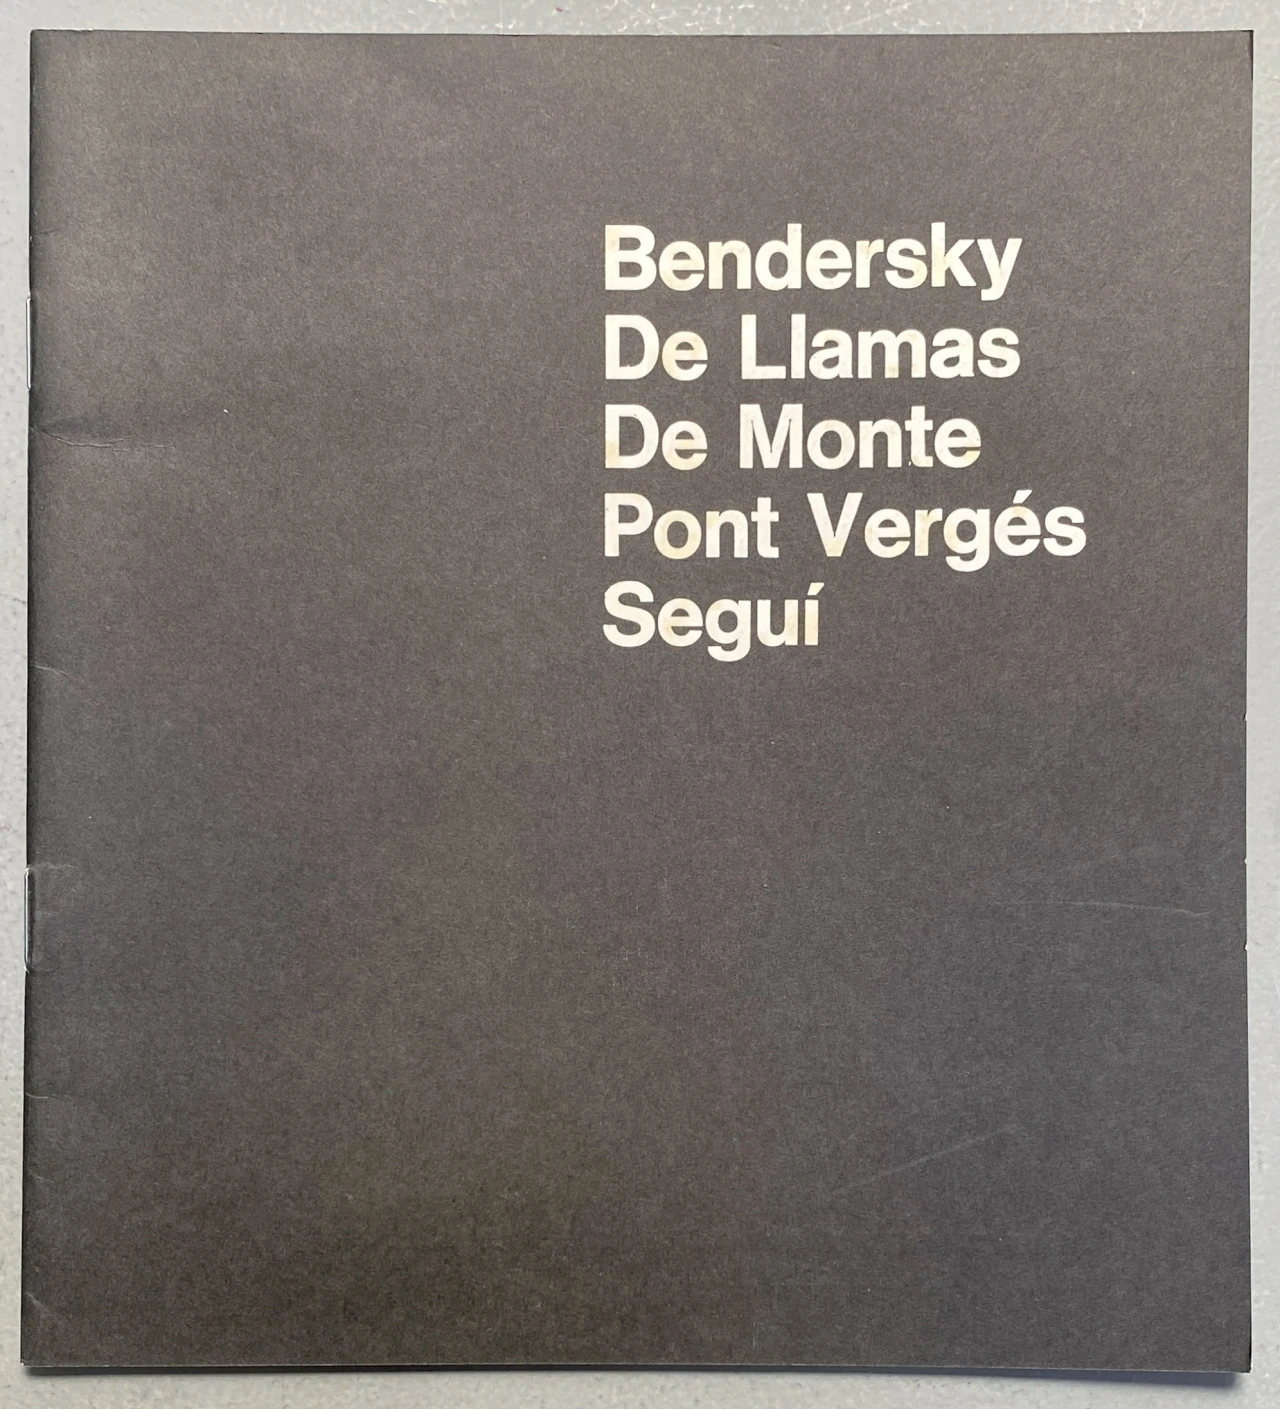 Bendersky
De Llamas
De Monte
Pont Vergés
Seguí